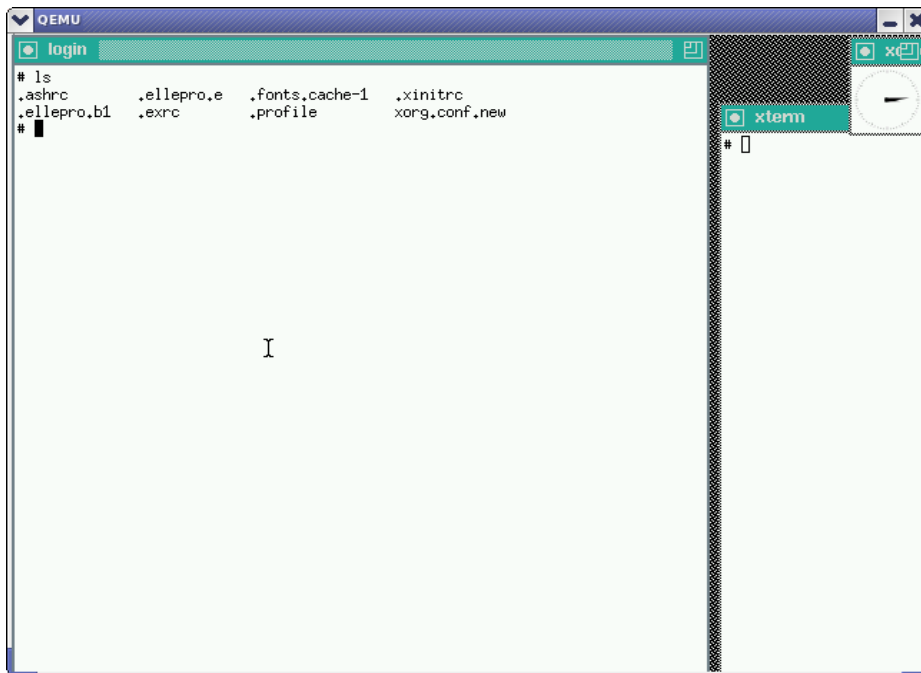 QEMU
login
# ls
.ashrc .ellepro.e .fonts.cache-1 .xinitrc
.ellepro.b1 .exrc .profile xorg.conf.new
#
xterm
#